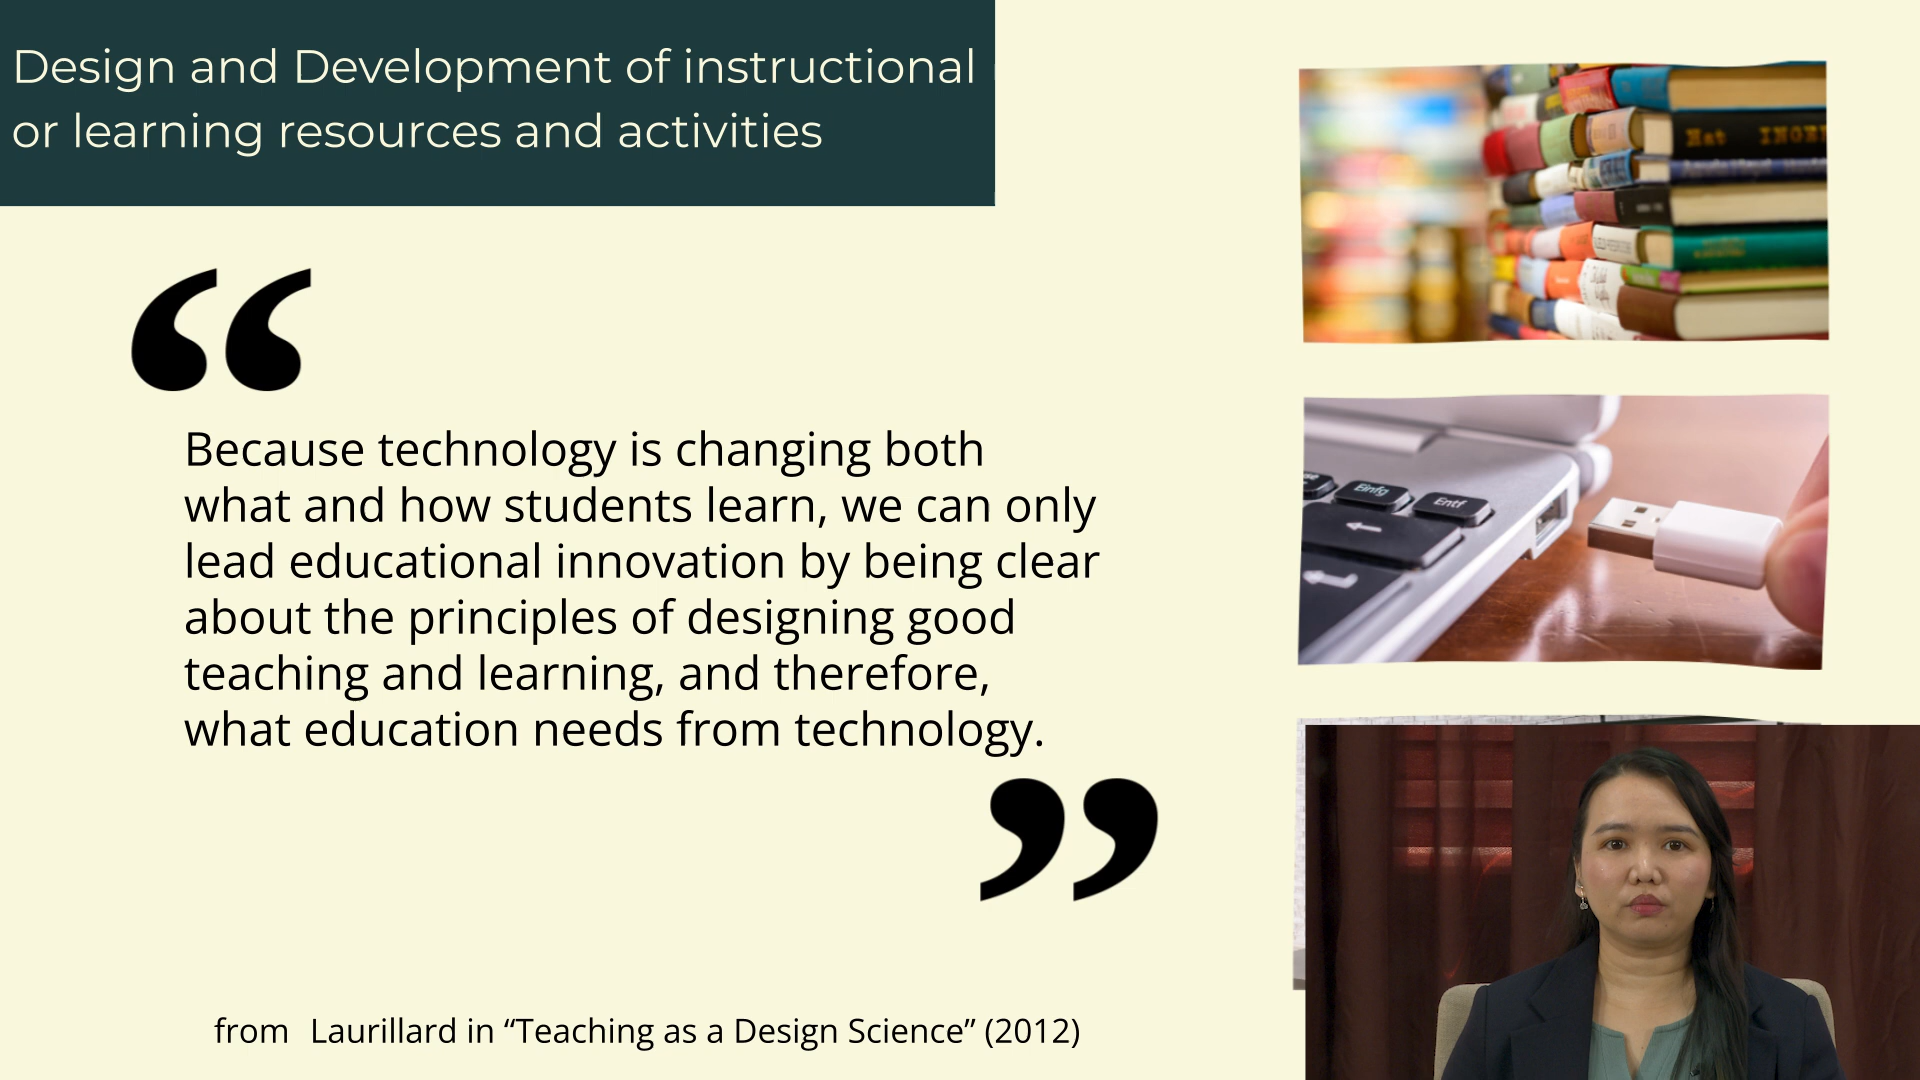 Design and Development of instructional
or learning resources and activities
“
Because technology is changing both
what and how students learn, we can only
lead educational innovation by being clear
about the principles of designing good
teaching and learning, and therefore,
what education needs from technology.
”
from Laurillard in “Teaching as a Design Science” (2012)
Einfg
Entf